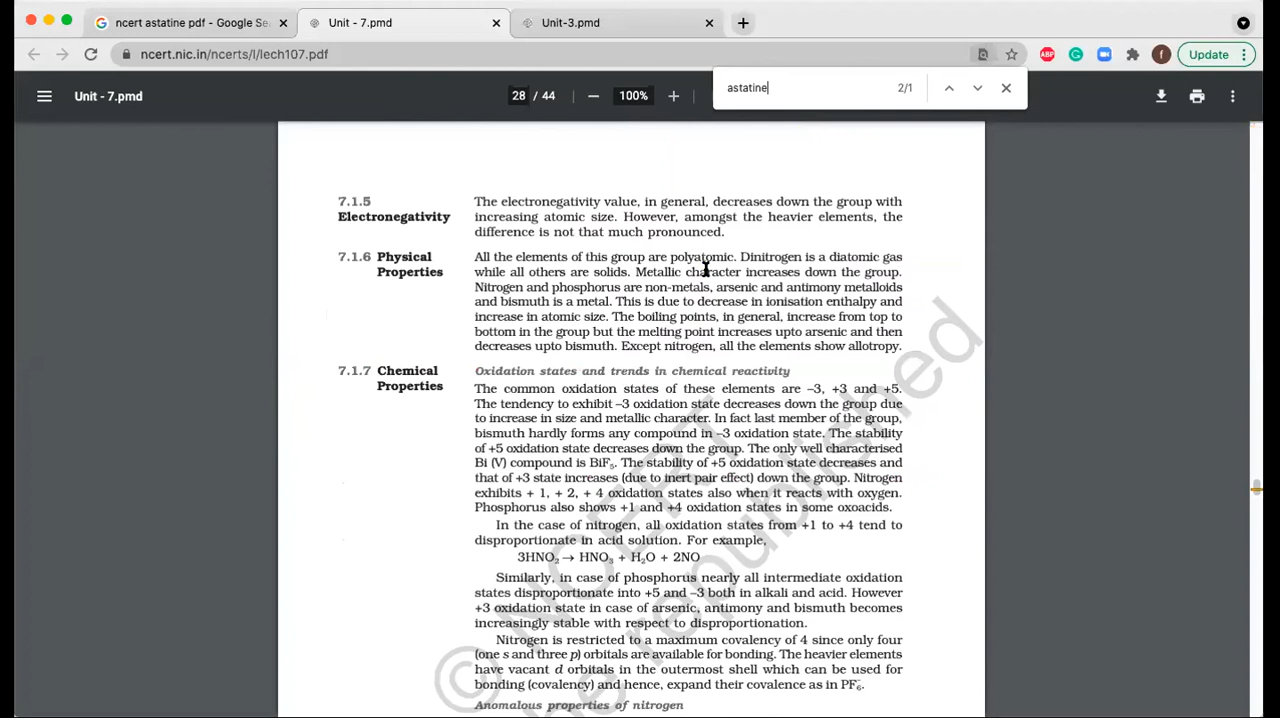 ncert astatine pdf - Google Se
Unit - 7.pmd
Unit-3.pmd
ncert.nic.in/ncerts/l/lech107.pdf
ABP
f
Update
Unit - 7.pmd
28 / 44
100%
astatine
2/1
7.1.5 Electronegativity
The electronegativity value, in general, decreases down the group with
increasing atomic size. However, amongst the heavier elements, the
difference is not that much pronounced.
7.1.6 Physical Properties
All the elements of this group are polyatomic. Dinitrogen is a diatomic gas
while all others are solids. Metallic character increases down the group.
Nitrogen and phosphorus are non-metals, arsenic and antimony metalloids
and bismuth is a metal. This is due to decrease in ionisation enthalpy and
increase in atomic size. The boiling points, in general, increase from top to
bottom in the group but the melting point increases upto arsenic and then
decreases upto bismuth. Except nitrogen, all the elements show allotropy.
7.1.7 Chemical Properties
Oxidation states and trends in chemical reactivity
The common oxidation states of these elements are –3, +3 and +5.
The tendency to exhibit –3 oxidation state decreases down the group due
to increase in size and metallic character. In fact last member of the group,
bismuth hardly forms any compound in –3 oxidation state. The stability
of +5 oxidation state decreases down the group. The only well characterised
Bi (V) compound is BiF₅. The stability of +5 oxidation state decreases and
that of +3 state increases (due to inert pair effect) down the group. Nitrogen
exhibits + 1, + 2, + 4 oxidation states also when it reacts with oxygen.
Phosphorus also shows +1 and +4 oxidation states in some oxoacids.
In the case of nitrogen, all oxidation states from +1 to +4 tend to
disproportionate in acid solution. For example,
3HNO₂ → HNO₃ + H₂O + 2NO
Similarly, in case of phosphorus nearly all intermediate oxidation
states disproportionate into +5 and –3 both in alkali and acid. However
+3 oxidation state in case of arsenic, antimony and bismuth becomes
increasingly stable with respect to disproportionation.
Nitrogen is restricted to a maximum covalency of 4 since only four
(one s and three p) orbitals are available for bonding. The heavier elements
have vacant d orbitals in the outermost shell which can be used for
bonding (covalency) and hence, expand their covalence as in PF₆⁻.
Anomalous properties of nitrogen
© NCERT
be republished